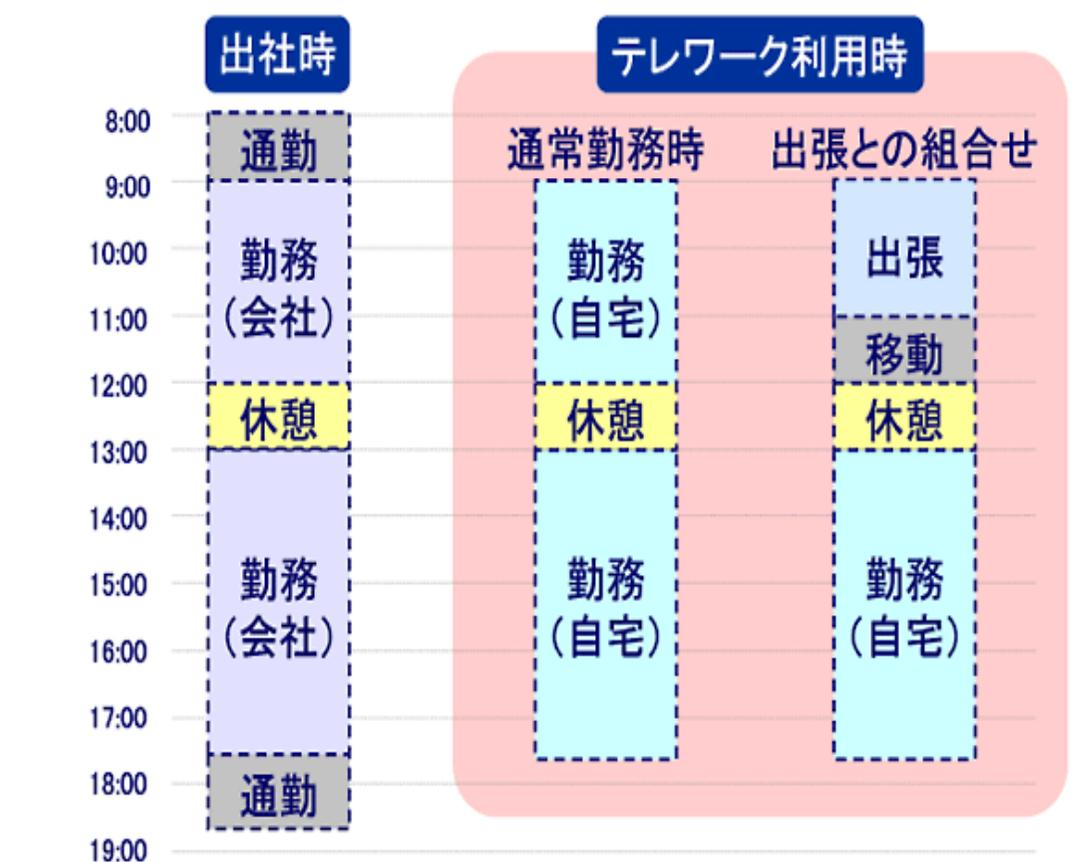 出社時
テレワーク利用時
通常勤務時
出張との組合せ
8:00
9:00
10:00
11:00
12:00
13:00
14:00
15:00
16:00
17:00
18:00
19:00
通勤
勤務
（会社）
休憩
勤務
（会社）
通勤
勤務
（自宅）
休憩
勤務
（自宅）
出張
移動
休憩
勤務
（自宅）